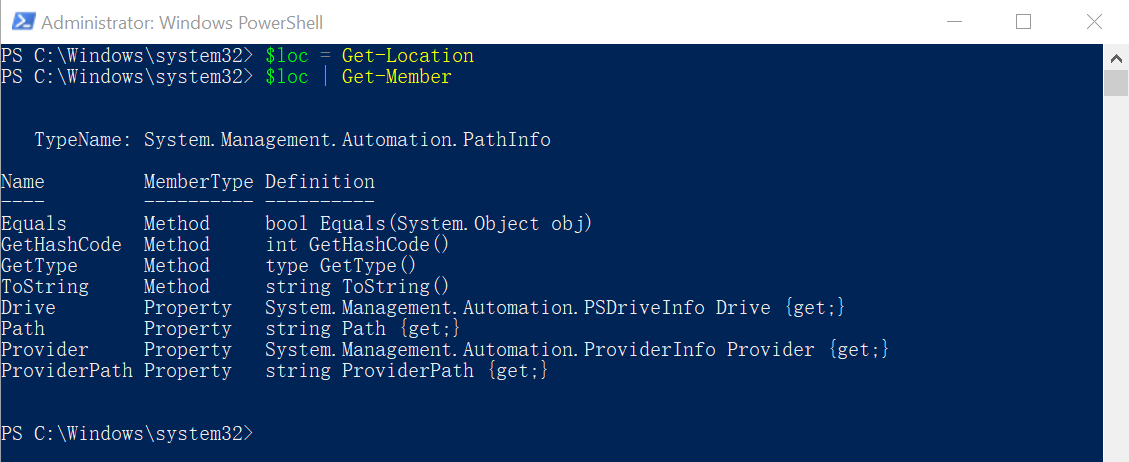 Administrator: Windows PowerShell
PS C:\Windows\system32> $loc = Get-Location
PS C:\Windows\system32> $loc | Get-Member
TypeName: System.Management.Automation.PathInfo
Name MemberType Definition
---- ---------- ----------
Equals Method bool Equals(System.Object obj)
GetHashCode Method int GetHashCode()
GetType Method type GetType()
ToString Method string ToString()
Drive Property System.Management.Automation.PSDriveInfo Drive {get;}
Path Property string Path {get;}
Provider Property System.Management.Automation.ProviderInfo Provider {get;}
ProviderPath Property string ProviderPath {get;}
PS C:\Windows\system32>